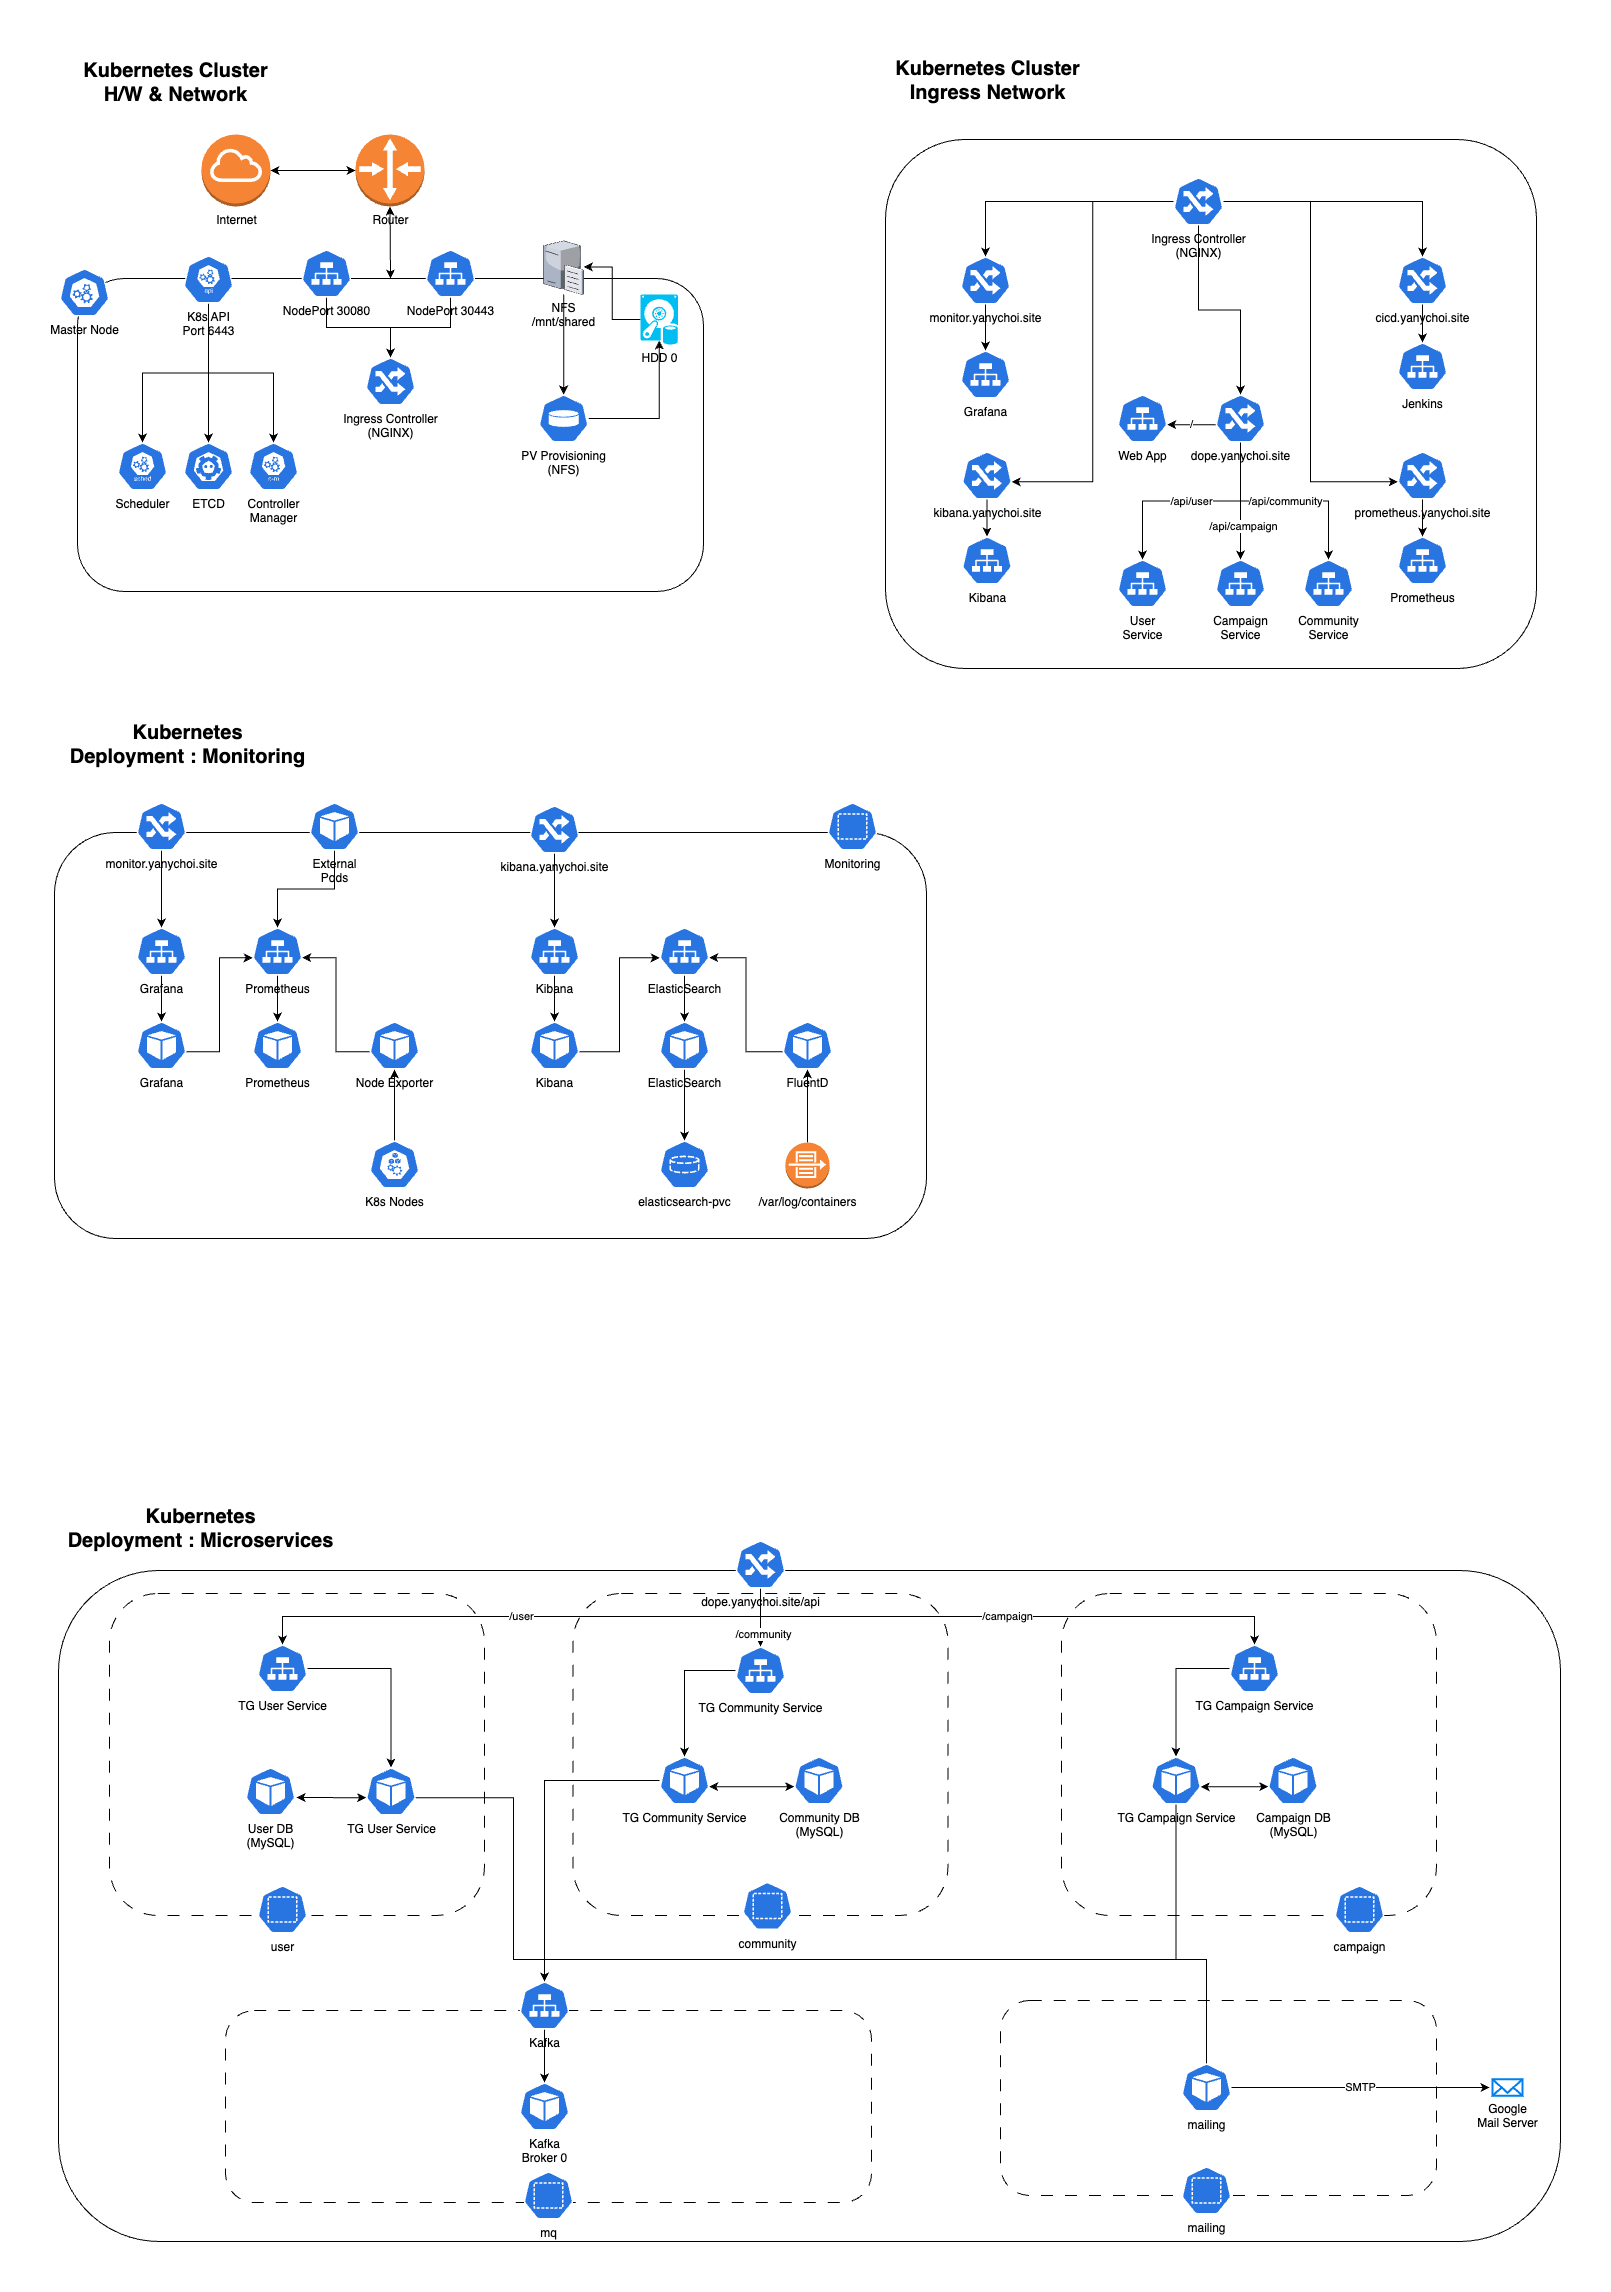 Kubernetes Cluster
H/W & Network
Internet
Router
Master Node
api
K8s API
Port 6443
NodePort 30080
NodePort 30443
NFS
/mnt/shared
HDD 0
Ingress Controller
(NGINX)
PV Provisioning
(NFS)
sched
c-m
Scheduler
ETCD
Controller
Manager
Kubernetes Cluster
Ingress Network
Ingress Controller
(NGINX)
monitor.yanychoi.site
cicd.yanychoi.site
Grafana
Jenkins
/
Web App
dope.yanychoi.site
kibana.yanychoi.site
/api/user
/api/community
/api/campaign
prometheus.yanychoi.site
Kibana
Prometheus
User
Service
Campaign
Service
Community
Service
Kubernetes
Deployment : Monitoring
monitor.yanychoi.site
External
Pods
kibana.yanychoi.site
Monitoring
Grafana
Prometheus
Kibana
ElasticSearch
Grafana
Prometheus
Node Exporter
Kibana
ElasticSearch
FluentD
K8s Nodes
elasticsearch-pvc
/var/log/containers
Kubernetes
Deployment : Microservices
dope.yanychoi.site/api
/user
/campaign
/community
TG User Service
TG Community Service
TG Campaign Service
User DB
(MySQL)
TG User Service
TG Community Service
Community DB
(MySQL)
TG Campaign Service
Campaign DB
(MySQL)
user
community
campaign
Kafka
Kafka
Broker 0
mq
mailing
SMTP
Google
Mail Server
mailing